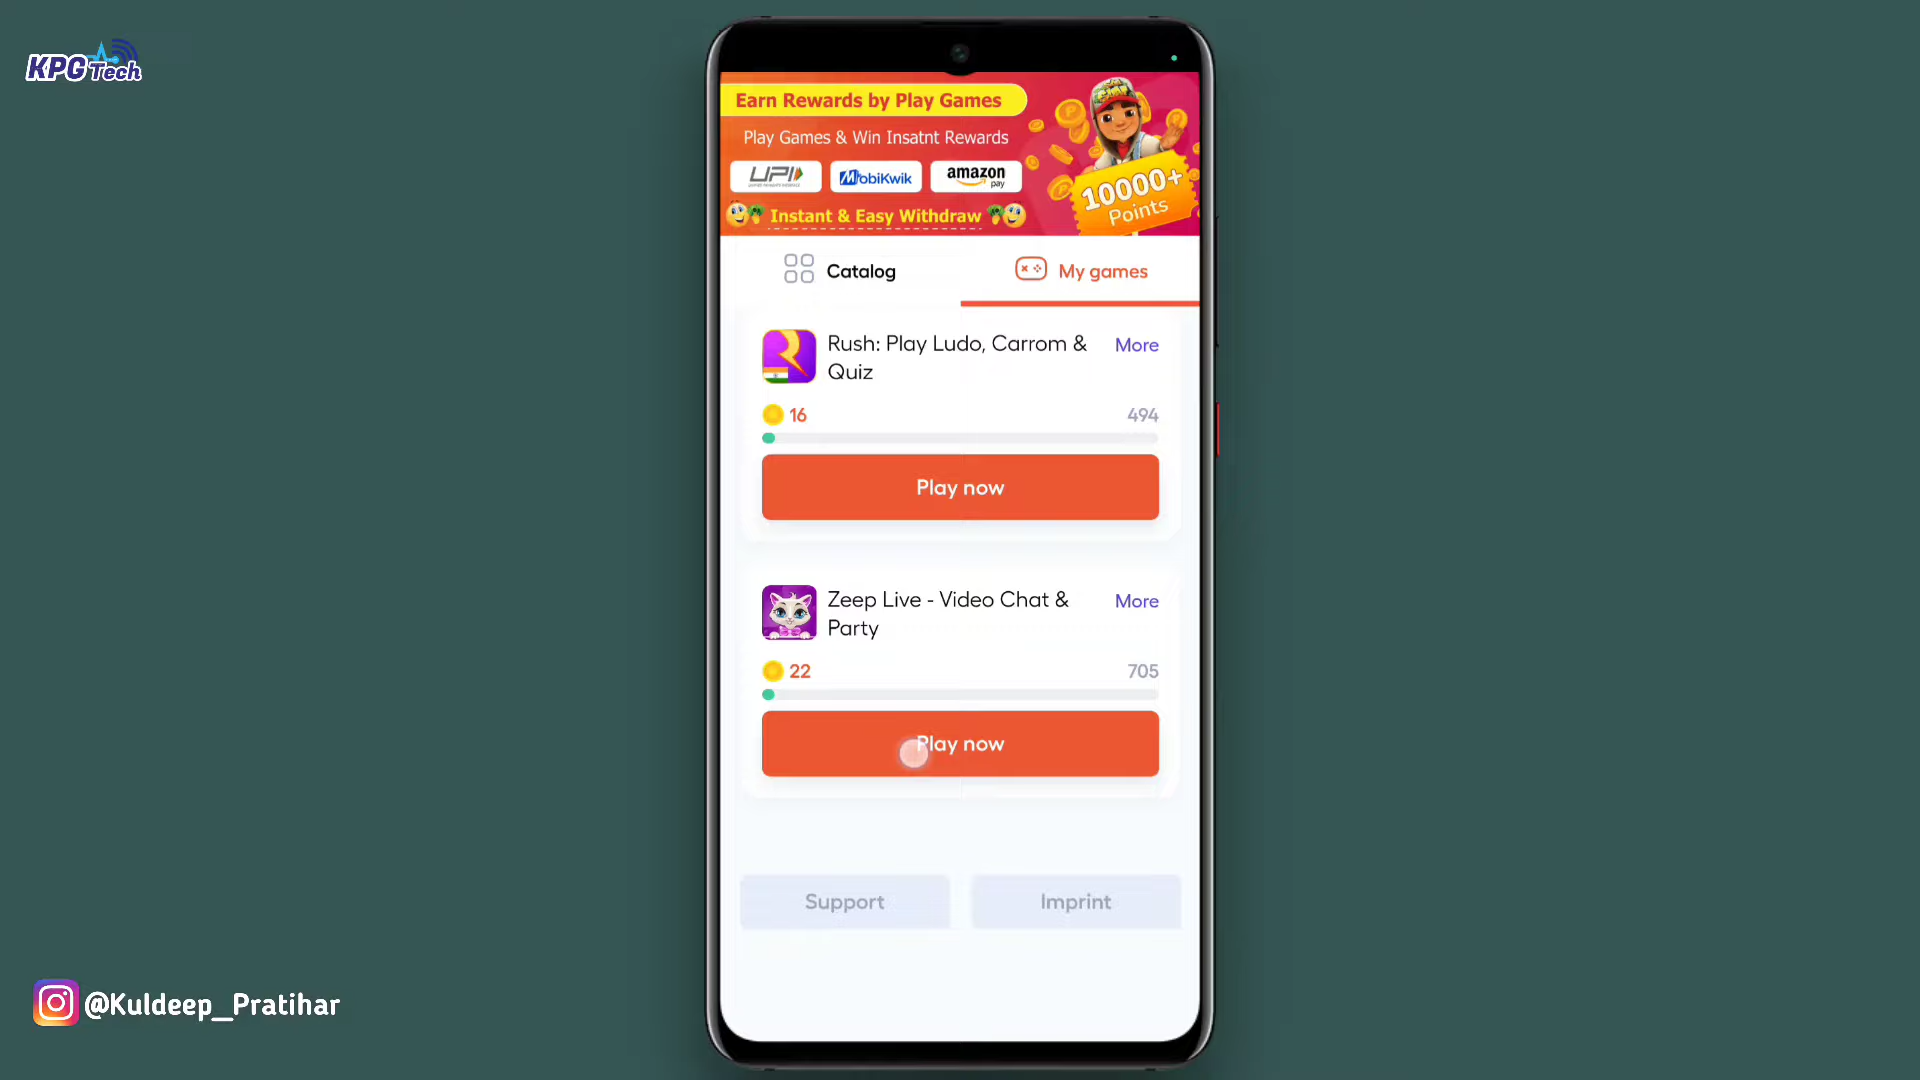 KPG Tech
Earn Rewards by Play Games
Play Games & Win Insatnt Rewards
UPI
MobiKwik
amazon
pay
Instant & Easy Withdraw
10000+
Points
Catalog
My games
Rush: Play Ludo, Carrom &
Quiz
More
16
494
Play now
Zeep Live - Video Chat &
Party
More
22
705
Play now
Support
Imprint
@Kuldeep_Pratihar